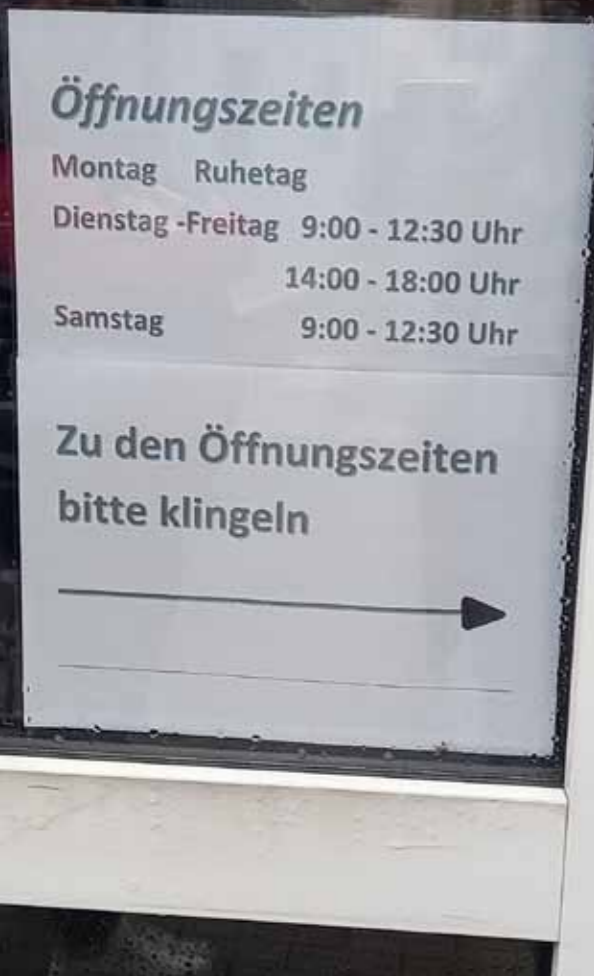 Öffnungszeiten
Montag Ruhetag
Dienstag -Freitag 9:00 - 12:30 Uhr
14:00 - 18:00 Uhr
Samstag 9:00 - 12:30 Uhr
Zu den Öffnungszeiten
bitte klingeln